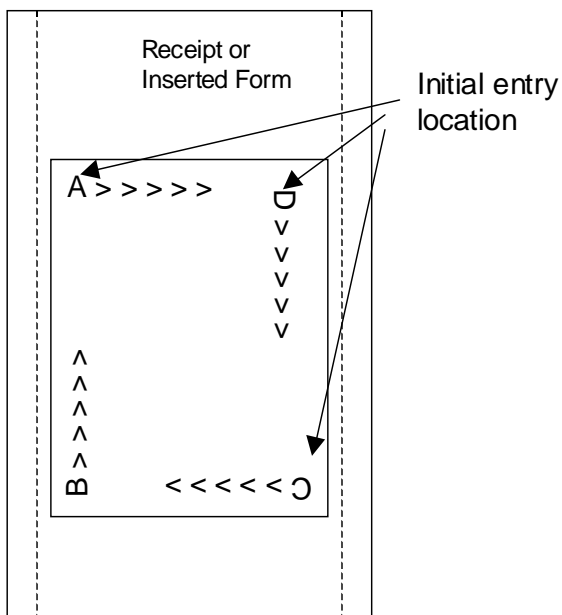 Receipt or
Inserted Form
Initial entry
location
A > > > > >
D > > > > >
B > > > > >
C > > > > >